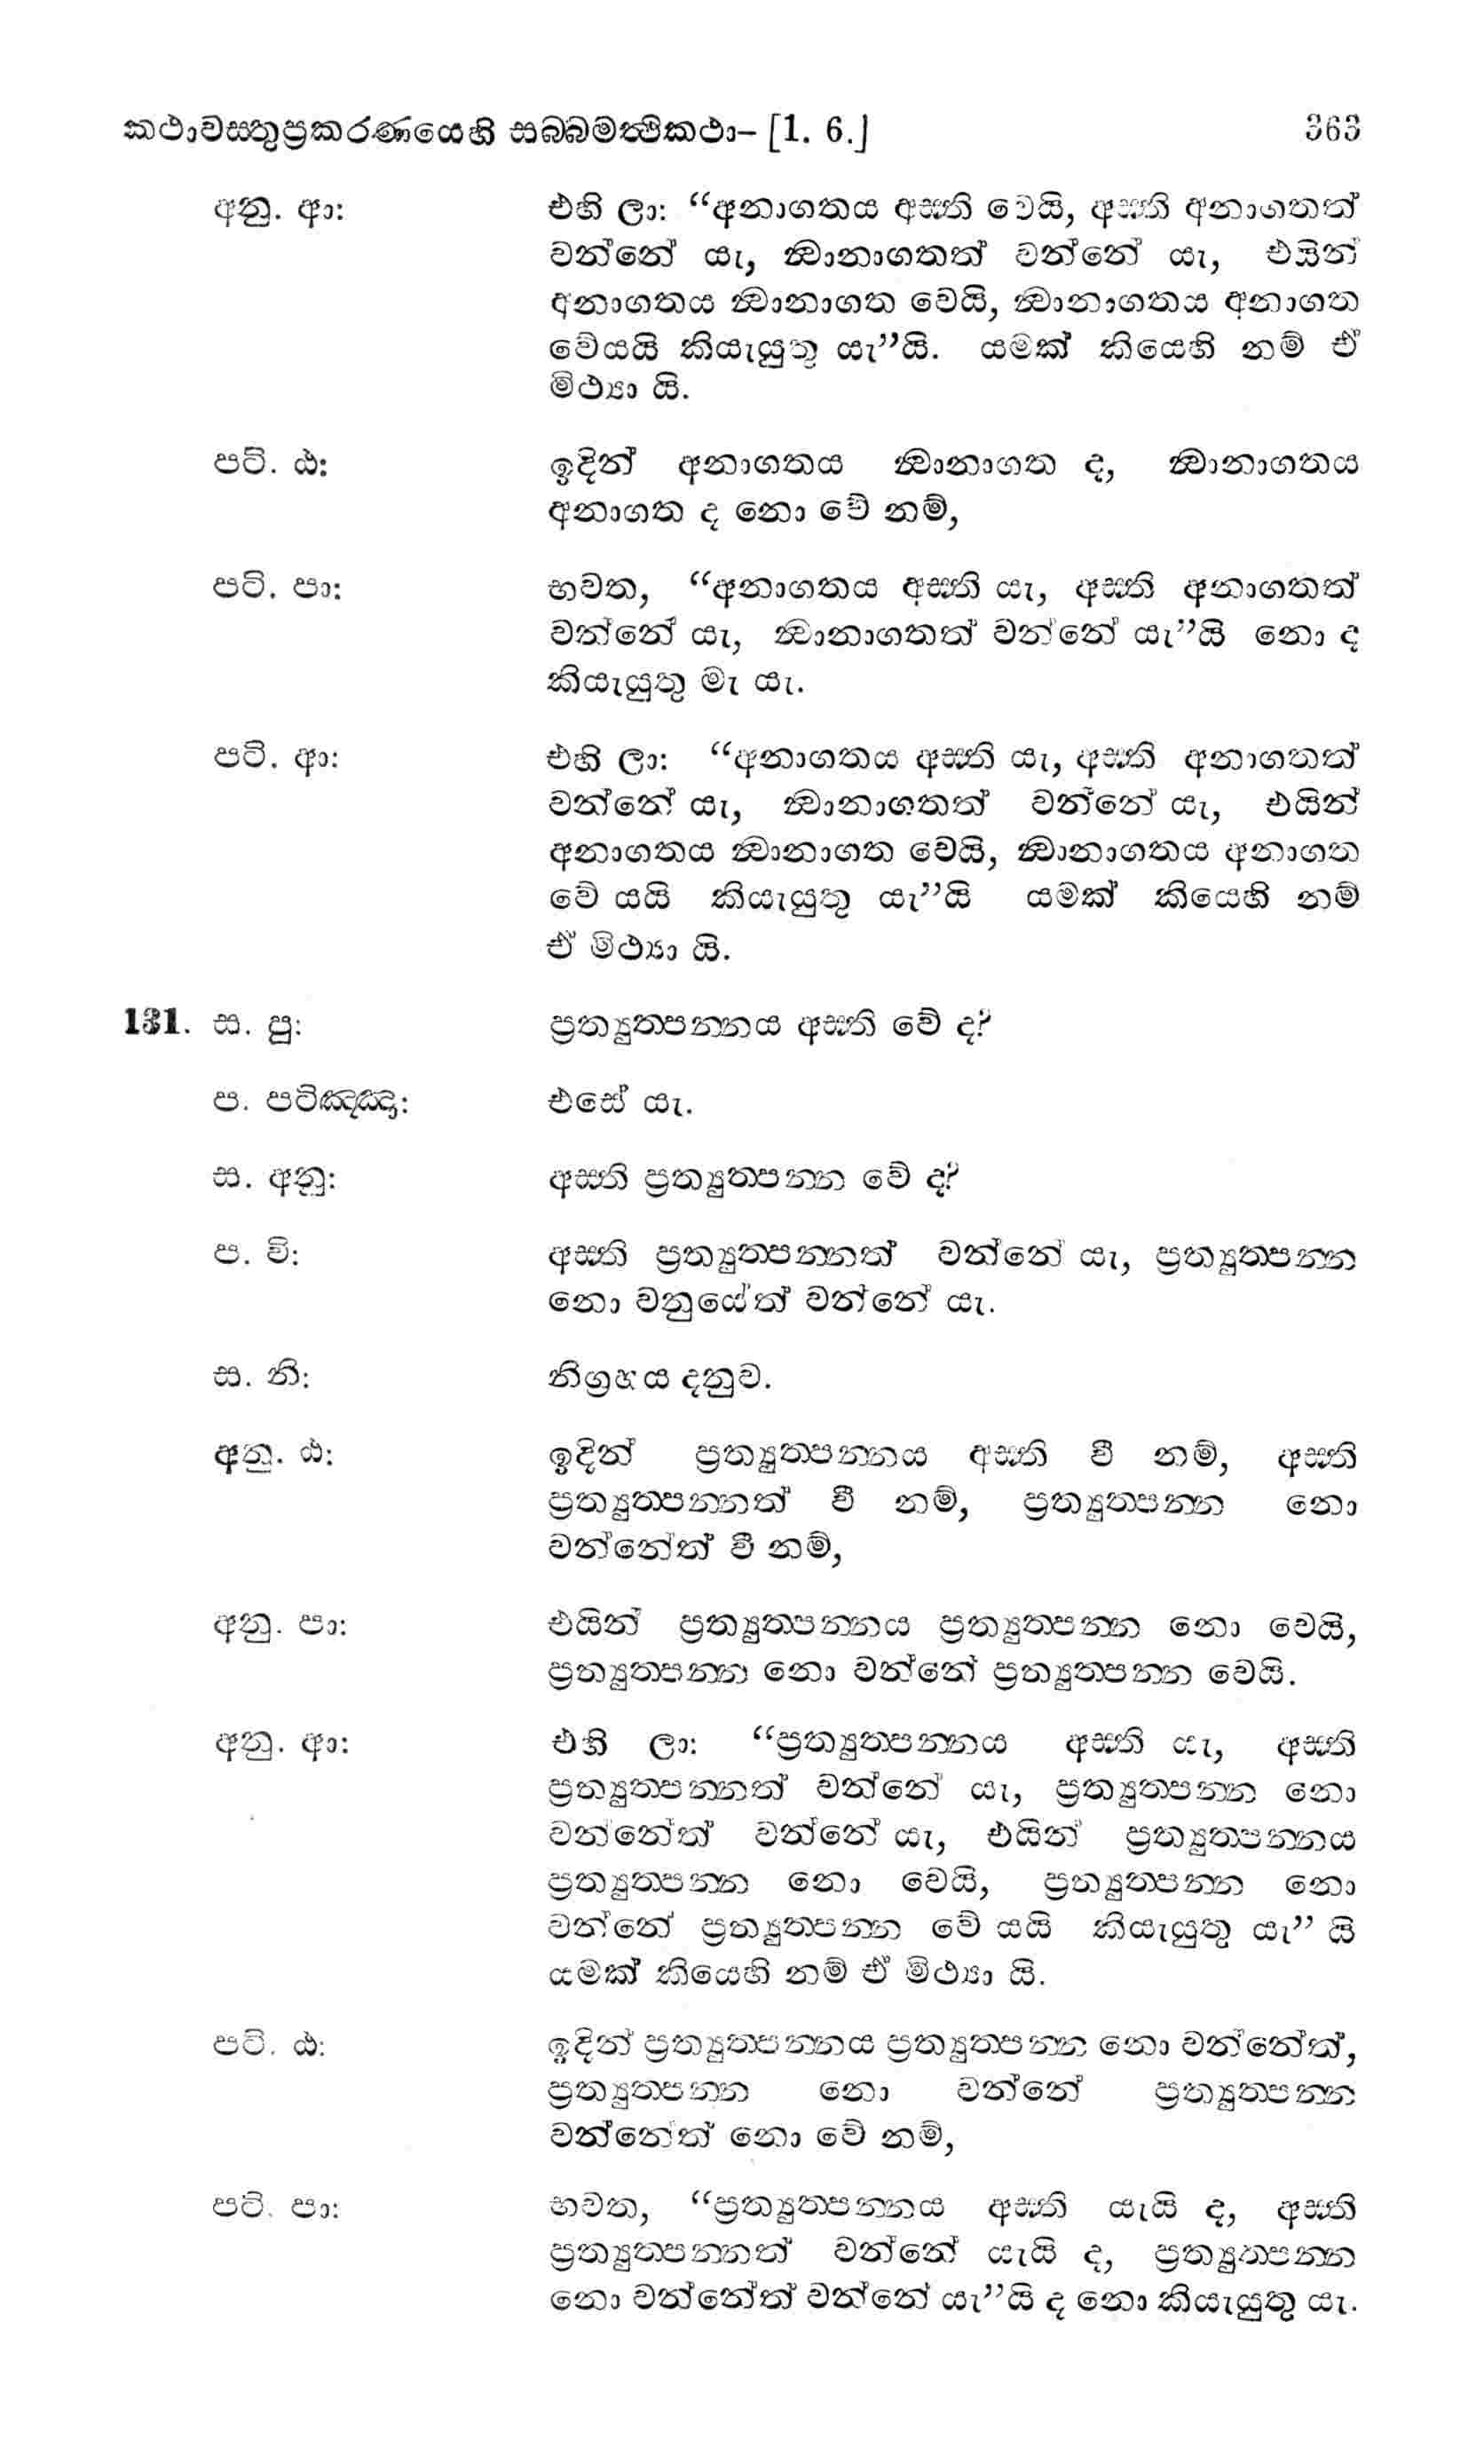 කථාවස්තුප්‍රකරණයෙහි සබ්බමත්ථිකථා– [1. 6.] 363
අනු. ආ: එහි ලා: “අනාගතය අස්ති වෙයි, අස්ති අනාගතත්
වන්නේ යැ, න්‍වානාගතත් වන්නේ යැ, එයින්
අනාගතය න්‍වානාගත වෙයි, න්‍වානාගතය අනාගත
වේයයි කියැයුතු යැ”යි. යමක් කියෙහි නම් ඒ
මිථ්‍යා යි.
පටි. ඨ: ඉදින් අනාගතය න්‍වානාගත ද, න්‍වානාගතය
අනාගත ද නො වේ නම්,
පටි. පා: භවත, “අනාගතය අස්ති යැ, අස්ති අනාගතත්
වන්නේ යැ, න්‍වානාගතත් වන්නේ යැ”යි නො ද
කියැයුතු මැ යැ.
පටි. ආ: එහි ලා: “අනාගතය අස්ති යැ, අස්ති අනාගතත්
වන්නේ යැ, න්‍වානාගතත් වන්නේ යැ, එයින්
අනාගතය න්‍වානාගත වෙයි, න්‍වානාගතය අනාගත
වේ යයි කියැයුතු යැ”යි යමක් කියෙහි නම්
ඒ මිථ්‍යා යි.
131. ස. පු: ප්‍රත්‍යුත්පන්නය අස්ති වේ ද?
ප. පටිඤ්ඤා: එසේ යැ.
ස. අනු: අස්ති ප්‍රත්‍යුත්පන්න වේ ද?
ප. වි: අස්ති ප්‍රත්‍යුත්පන්නත් වන්නේ යැ, ප්‍රත්‍යුත්පන්න
නො වනුයේත් වන්නේ යැ.
ස. නි: නිග්‍රහය දනුව.
අනු. ඨ: ඉදින් ප්‍රත්‍යුත්පන්නය අස්ති වී නම්, අස්ති
ප්‍රත්‍යුත්පන්නත් වී නම්, ප්‍රත්‍යුත්පන්න නො
වන්නේත් වී නම්,
අනු. පා: එයින් ප්‍රත්‍යුත්පන්නය ප්‍රත්‍යුත්පන්න නො වෙයි,
ප්‍රත්‍යුත්පන්න නො වන්නේ ප්‍රත්‍යුත්පන්න වෙයි.
අනු. ආ: එහි ලා: “ප්‍රත්‍යුත්පන්නය අස්ති යැ, අස්ති
ප්‍රත්‍යුත්පන්නත් වන්නේ යැ, ප්‍රත්‍යුත්පන්න නො
වන්නේත් වන්නේ යැ, එයින් ප්‍රත්‍යුත්පන්නය
ප්‍රත්‍යුත්පන්න නො වෙයි, ප්‍රත්‍යුත්පන්න නො
වන්නේ ප්‍රත්‍යුත්පන්න වේ යයි කියැයුතු යැ” යි
යමක් කියෙහි නම් ඒ මිථ්‍යා යි.
පටි. ඨ: ඉදින් ප්‍රත්‍යුත්පන්නය ප්‍රත්‍යුත්පන්න නො වන්නේත්,
ප්‍රත්‍යුත්පන්න නො වන්නේ ප්‍රත්‍යුත්පන්න
වන්නේත් නො වේ නම්,
පටි. පා: භවත, “ප්‍රත්‍යුත්පන්නය අස්ති යැයි ද, අස්ති
ප්‍රත්‍යුත්පන්නත් වන්නේ යැයි ද, ප්‍රත්‍යුත්පන්න
නො වන්නේත් වන්නේ යැ”යි ද නො කියැයුතු යැ.